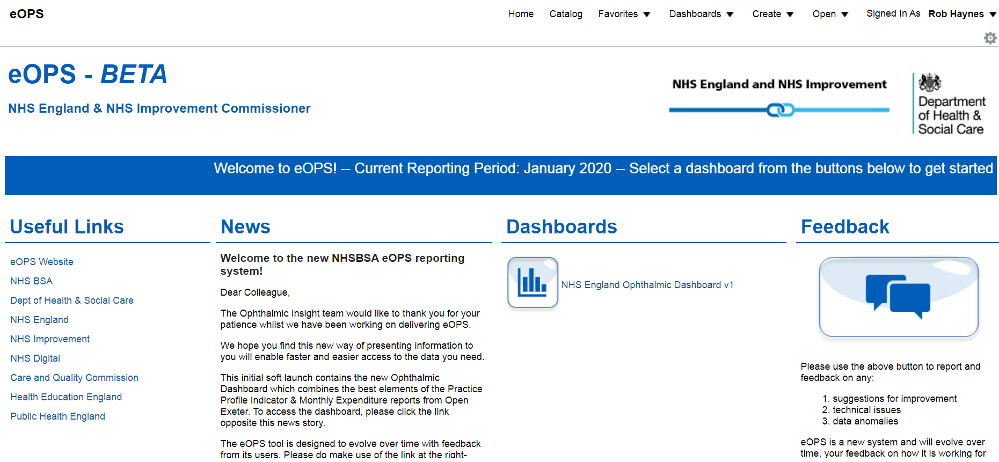 eOPS
Home Catalog Favorites Dashboards Create Open Signed In As Rob Haynes
eOPS - BETA
NHS England & NHS Improvement Commissioner
NHS England and NHS Improvement
Department
of Health &
Social Care
Welcome to eOPS! -- Current Reporting Period: January 2020 -- Select a dashboard from the buttons below to get started
Useful Links
eOPS Website
NHS BSA
Dept of Health & Social Care
NHS England
NHS Improvement
NHS Digital
Care and Quality Commission
Health Education England
Public Health England
News
Welcome to the new NHSBSA eOPS reporting
system!
Dear Colleague,
The Ophthalmic Insight team would like to thank you for your
patience whilst we have been working on delivering eOPS.
We hope you find this new way of presenting information to
you will enable faster and easier access to the data you need.
This initial soft launch contains the new Ophthalmic
Dashboard which combines the best elements of the Practice
Profile Indicator & Monthly Expenditure reports from Open
Exeter. To access the dashboard, please click the link
opposite this news story.
The eOPS tool is designed to evolve over time with feedback
from its users. Please do make use of the link at the right-
Dashboards
NHS England Ophthalmic Dashboard v1
Feedback
Please use the above button to report and
feedback on any:
1. suggestions for improvement
2. technical issues
3. data anomalies
eOPS is a new system and will evolve over
time, your feedback on how it is working for